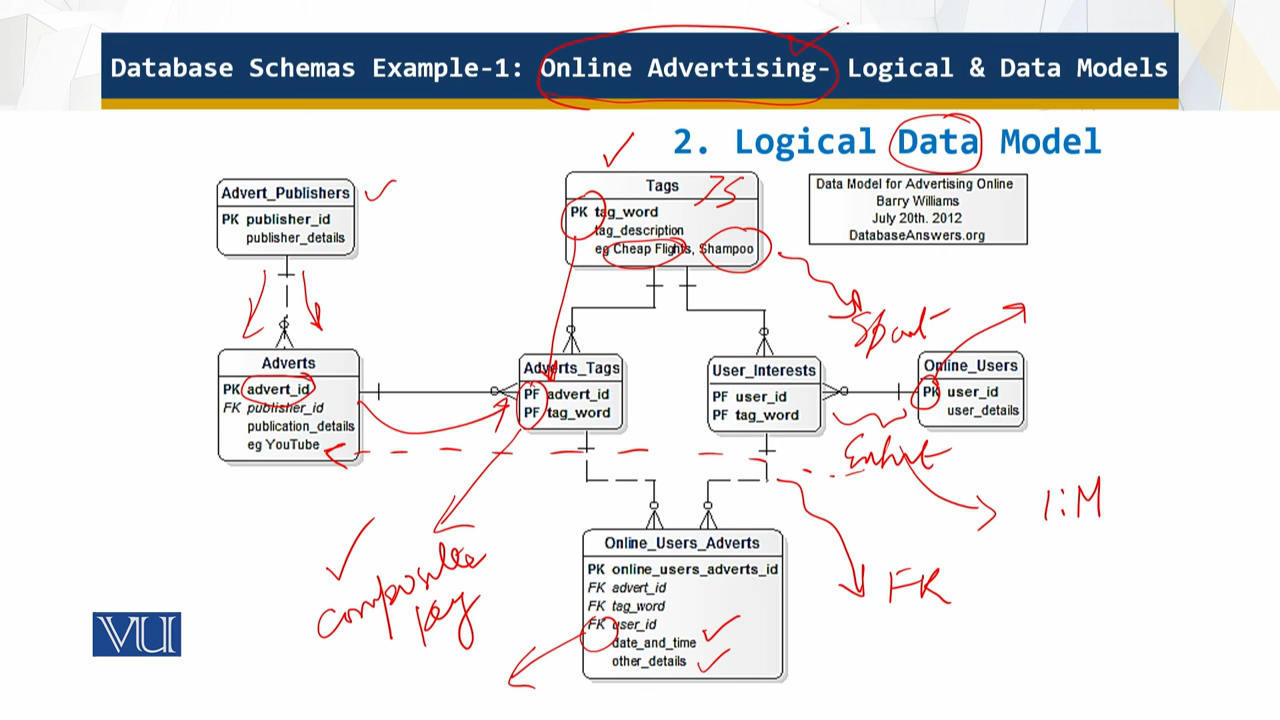 Database Schemas Example-1: Online Advertising- Logical & Data Models
2. Logical Data Model
Advert_Publishers
PK publisher_id
publisher_details
Tags
PK tag_word
tag_description
eg Cheap Flights, Shampoo
Data Model for Advertising Online
Barry Williams
July 20th. 2012
DatabaseAnswers.org
Adverts
PK advert_id
FK publisher_id
publication_details
eg YouTube
Adverts_Tags
PF advert_id
PF tag_word
User_Interests
PF user_id
PF tag_word
Online_Users
PK user_id
user_details
1:M
FK
composite
key
Online_Users_Adverts
PK online_users_adverts_id
FK advert_id
FK tag_word
FK user_id
date_and_time
other_details
VU